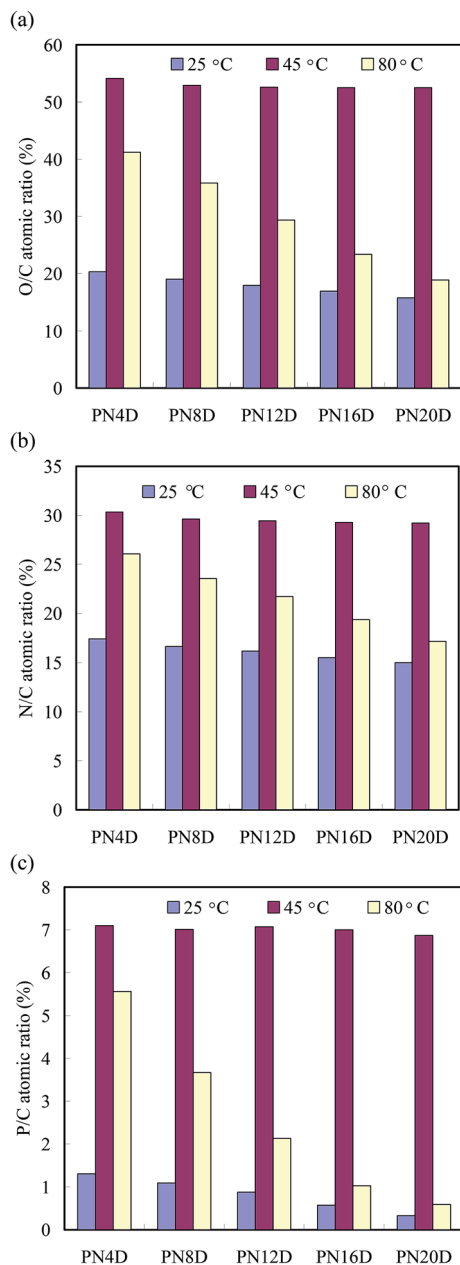 (a)
60
50
40
30
20
10
0
O/C atomic ratio (%)
25 °C 45 °C 80° C
PN4D PN8D PN12D PN16D PN20D
(b)
35
30
25
20
15
10
5
0
N/C atomic ratio (%)
25 °C 45 °C 80° C
PN4D PN8D PN12D PN16D PN20D
(c)
8
7
6
5
4
3
2
1
0
P/C atomic ratio (%)
25 °C 45 °C 80° C
PN4D PN8D PN12D PN16D PN20D